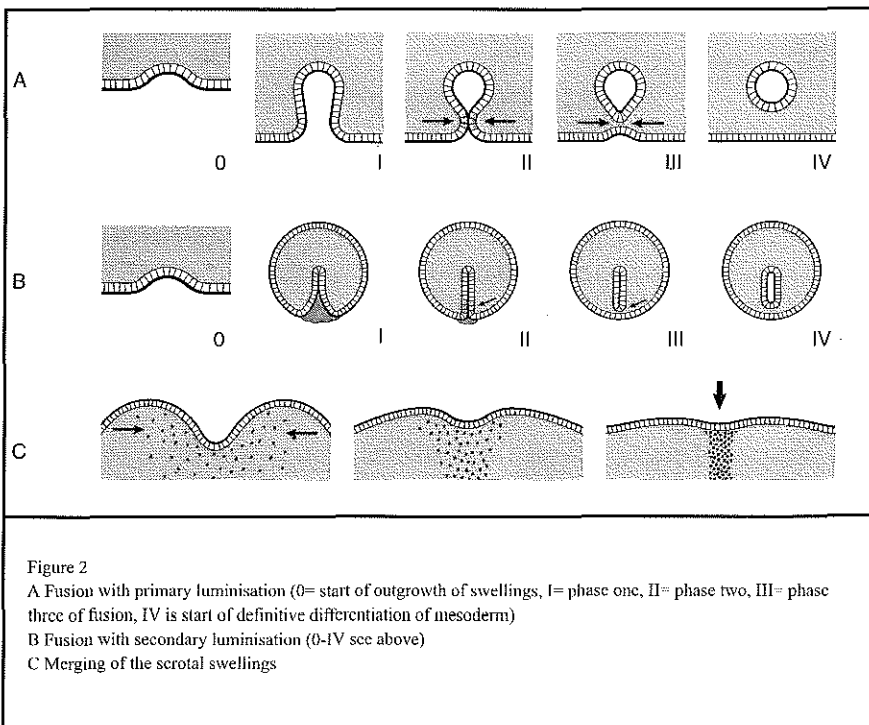 A
0 I II III IV
B
0 I II III IV
C
Figure 2
A Fusion with primary luminisation (0= start of outgrowth of swellings, I= phase one, II= phase two, III= phase
three of fusion, IV is start of definitive differentiation of mesoderm)
B Fusion with secondary luminisation (0-IV see above)
C Merging of the scrotal swellings